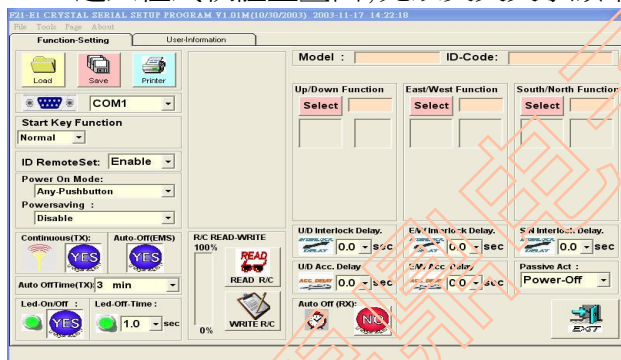 F21-E1 CRYSTAL SERIAL SETUP PROGRAM V1.01M(10/30/2003) 2003-11-17 14:22:18
File Tools Page About
Function-Setting
User-Information
Load
Save
Printer
COM1
Start Key Function
Normal
ID RemoteSet: Enable
Power On Mode:
Any-Pushbutton
Powersaving :
Disable
Continuous(TX):
Auto-Off(EMS)
YES
YES
Auto OffTime(TX): 3 min
Led-On/Off :
Led-Off-Time :
YES
1.0 sec
R/C READ-WRITE
100%
0%
READ
READ R/C
WRITE R/C
Model :
ID-Code:
Up/Down Function
East/West Function
South/North Function
Select
Select
Select
U/D Interlock Delay.
E/W Interlock Delay.
S/N Interlock Delay.
INTERLOCK DELAY
0.0 sec
0.0 sec
0.0 sec
U/D Acc. Delay
E/W Acc. Delay
Passive Act :
ACC. DELAY
0.0 sec
0.0 sec
Power-Off
Auto Off (RX):
NO
EXIT